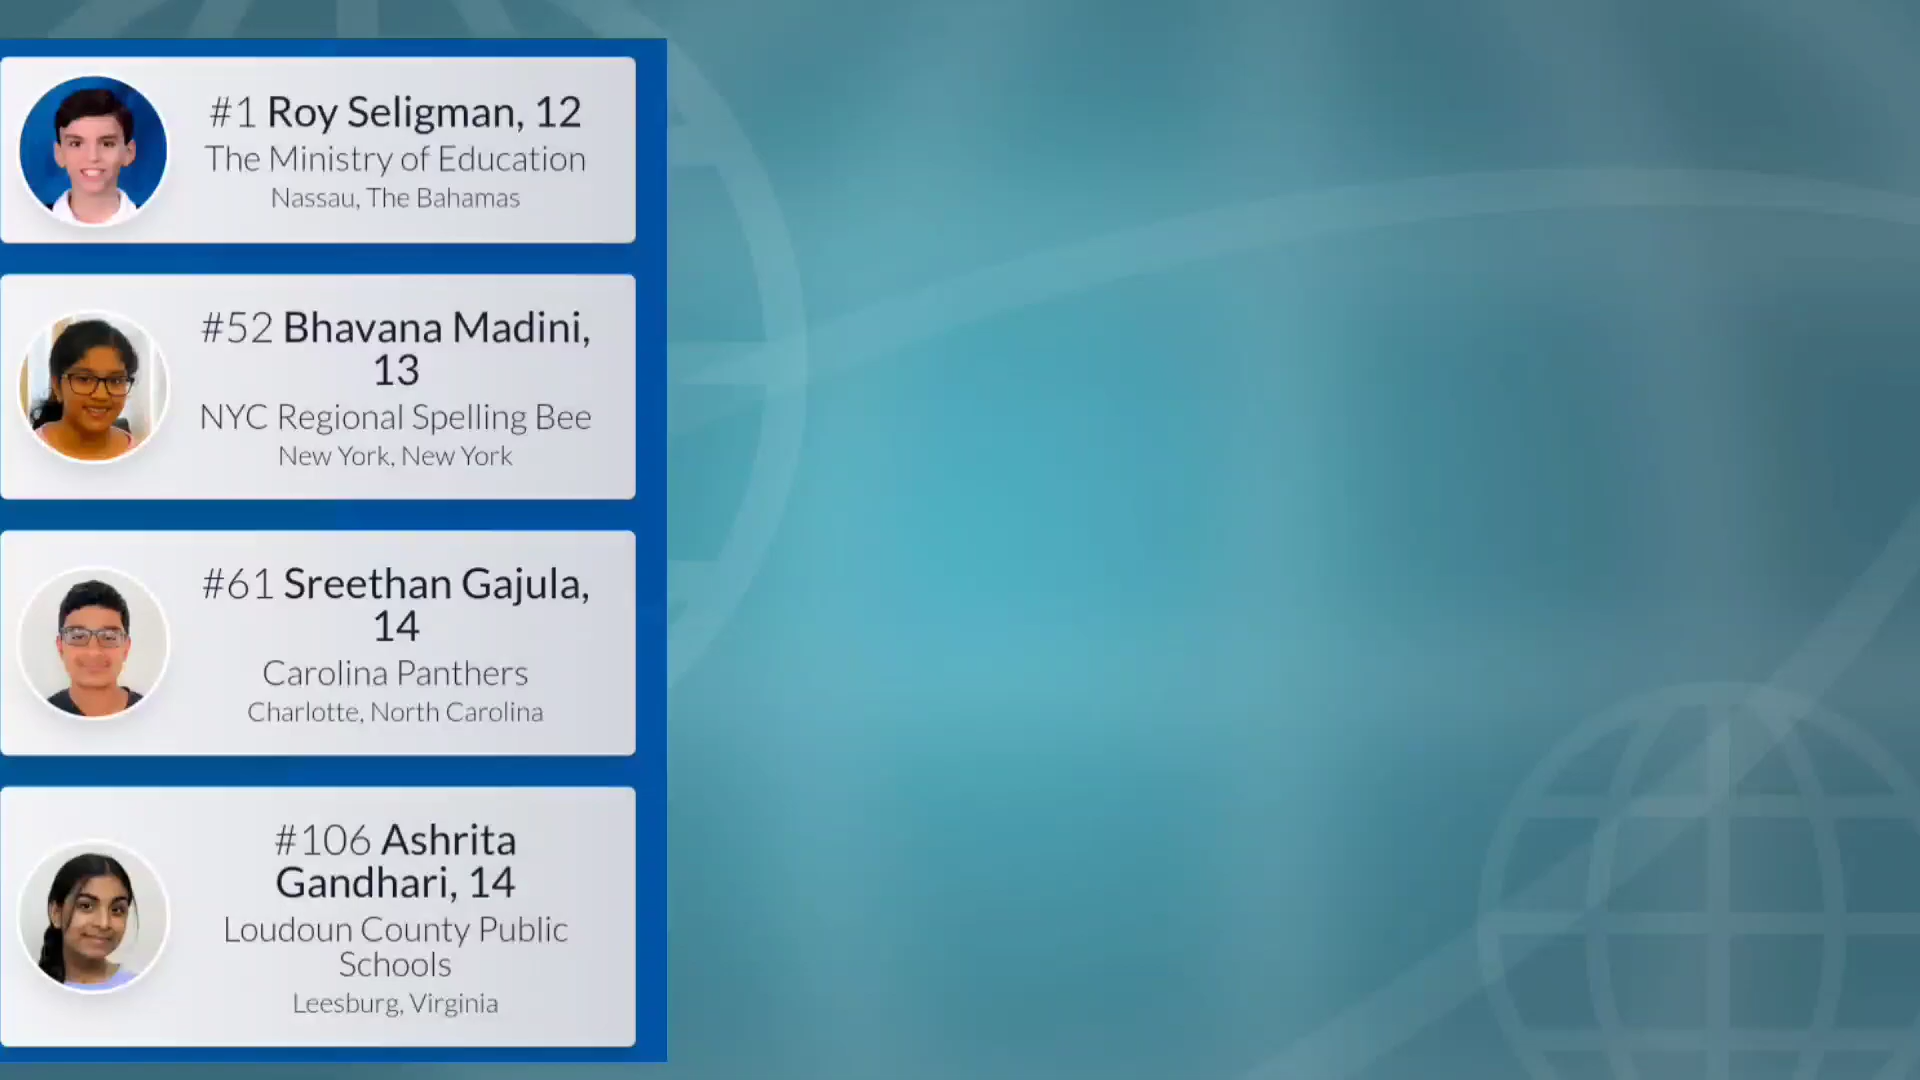 #1 Roy Seligman, 12
The Ministry of Education
Nassau, The Bahamas
#52 Bhavana Madini,
13
NYC Regional Spelling Bee
New York, New York
#61 Sreethan Gajula,
14
Carolina Panthers
Charlotte, North Carolina
#106 Ashrita
Gandhari, 14
Loudoun County Public
Schools
Leesburg, Virginia